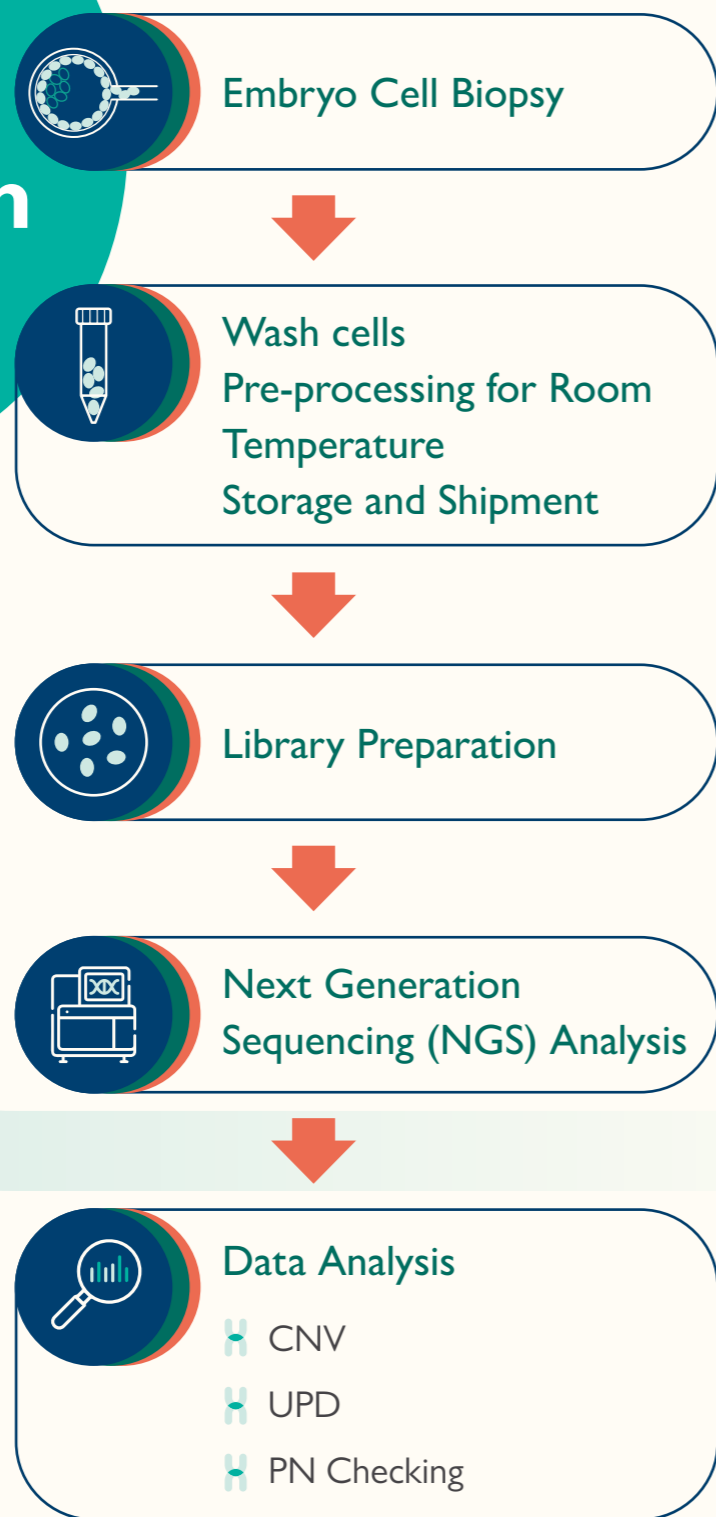 Embryo Cell Biopsy
Wash cells
Pre-processing for Room
Temperature
Storage and Shipment
Library Preparation
Next Generation
Sequencing (NGS) Analysis
Data Analysis
CNV
UPD
PN Checking